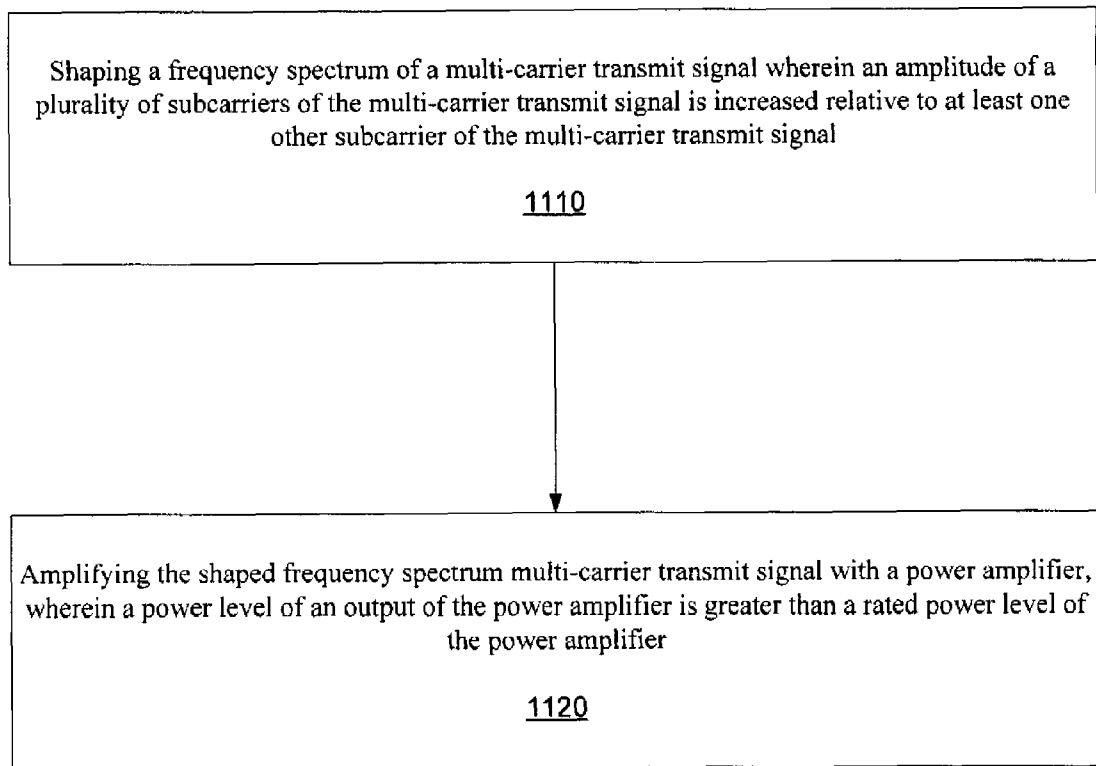 Shaping a frequency spectrum of a multi-carrier transmit signal wherein an amplitude of a
plurality of subcarriers of the multi-carrier transmit signal is increased relative to at least one
other subcarrier of the multi-carrier transmit signal
1110
Amplifying the shaped frequency spectrum multi-carrier transmit signal with a power amplifier,
wherein a power level of an output of the power amplifier is greater than a rated power level of
the power amplifier
1120